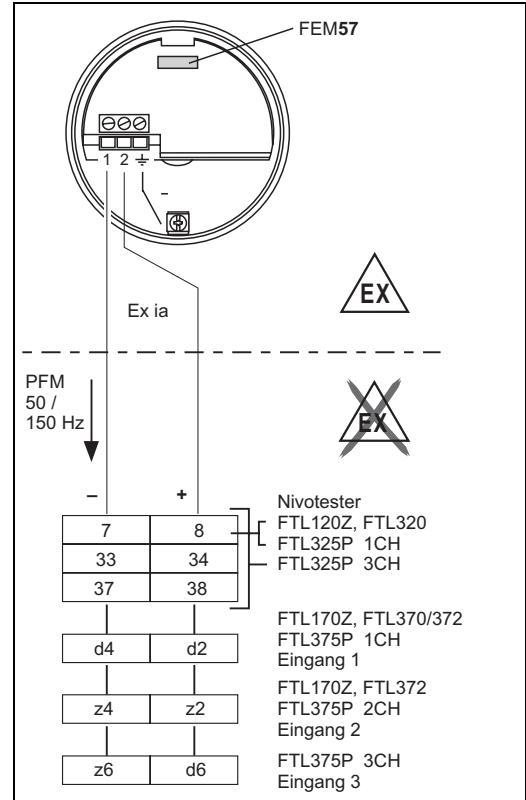 FEM57
1 2
–
EX
Ex ia
PFM
50 /
150 Hz
EX
– +
7 8
33 34
37 38
Nivotester
FTL120Z, FTL320
FTL325P 1CH
FTL325P 3CH
d4 d2
FTL170Z, FTL370/372
FTL375P 1CH
Eingang 1
z4 z2
FTL170Z, FTL372
FTL375P 2CH
Eingang 2
z6 d6
FTL375P 3CH
Eingang 3